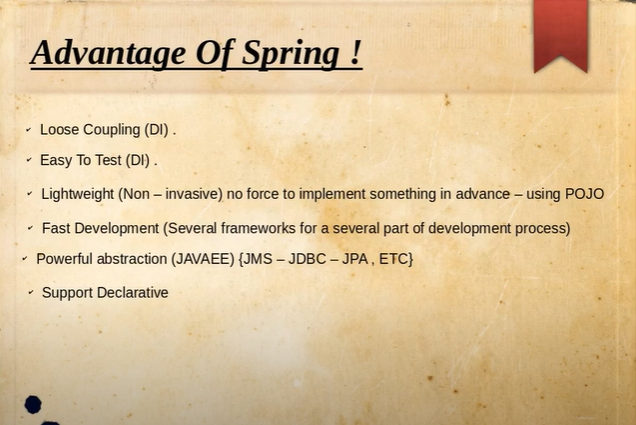 Advantage Of Spring !
Loose Coupling (DI) .
Easy To Test (DI) .
Lightweight (Non – invasive) no force to implement something in advance – using POJO
Fast Development (Several frameworks for a several part of development process)
Powerful abstraction (JAVAEE) {JMS – JDBC – JPA , ETC}
Support Declarative